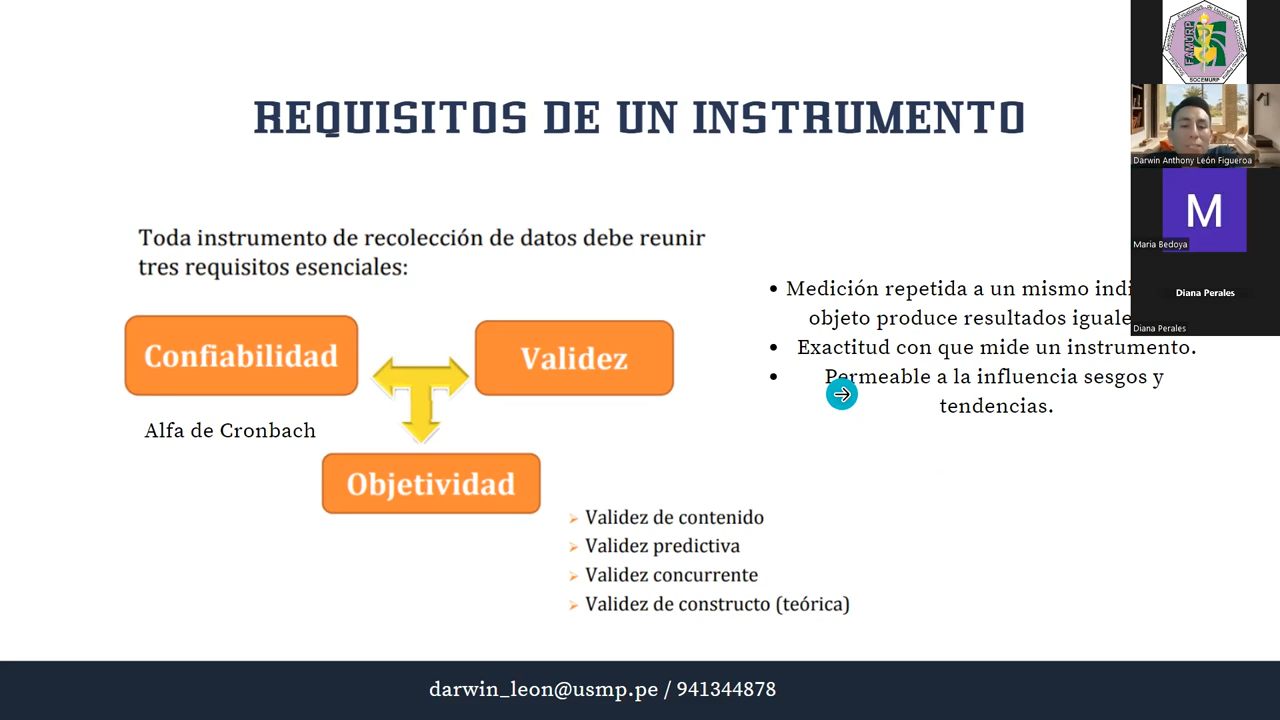 REQUISITOS DE UN INSTRUMENTO
Toda instrumento de recolección de datos debe reunir
tres requisitos esenciales:
Confiabilidad
Validez
Alfa de Cronbach
Objetividad
Validez de contenido
Validez predictiva
Validez concurrente
Validez de constructo (teórica)
Medición repetida a un mismo
objeto produce resultados
Exactitud con que mide un instrumento.
Permeable a la influencia sesgos y
tendencias.
darwin_leon@usmp.pe / 941344878
FAMURP
SOCEMURP
Darwin Anthony León Figueroa
M
Maria Bedoya
Diana Perales
Diana Perales